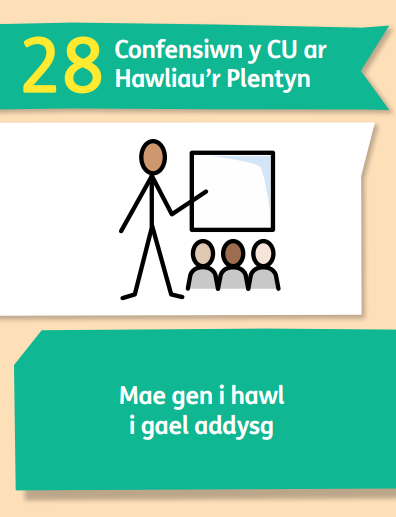 28
Confensiwn y CU ar
Hawliau'r Plentyn
Mae gen i hawl
i gael addysg